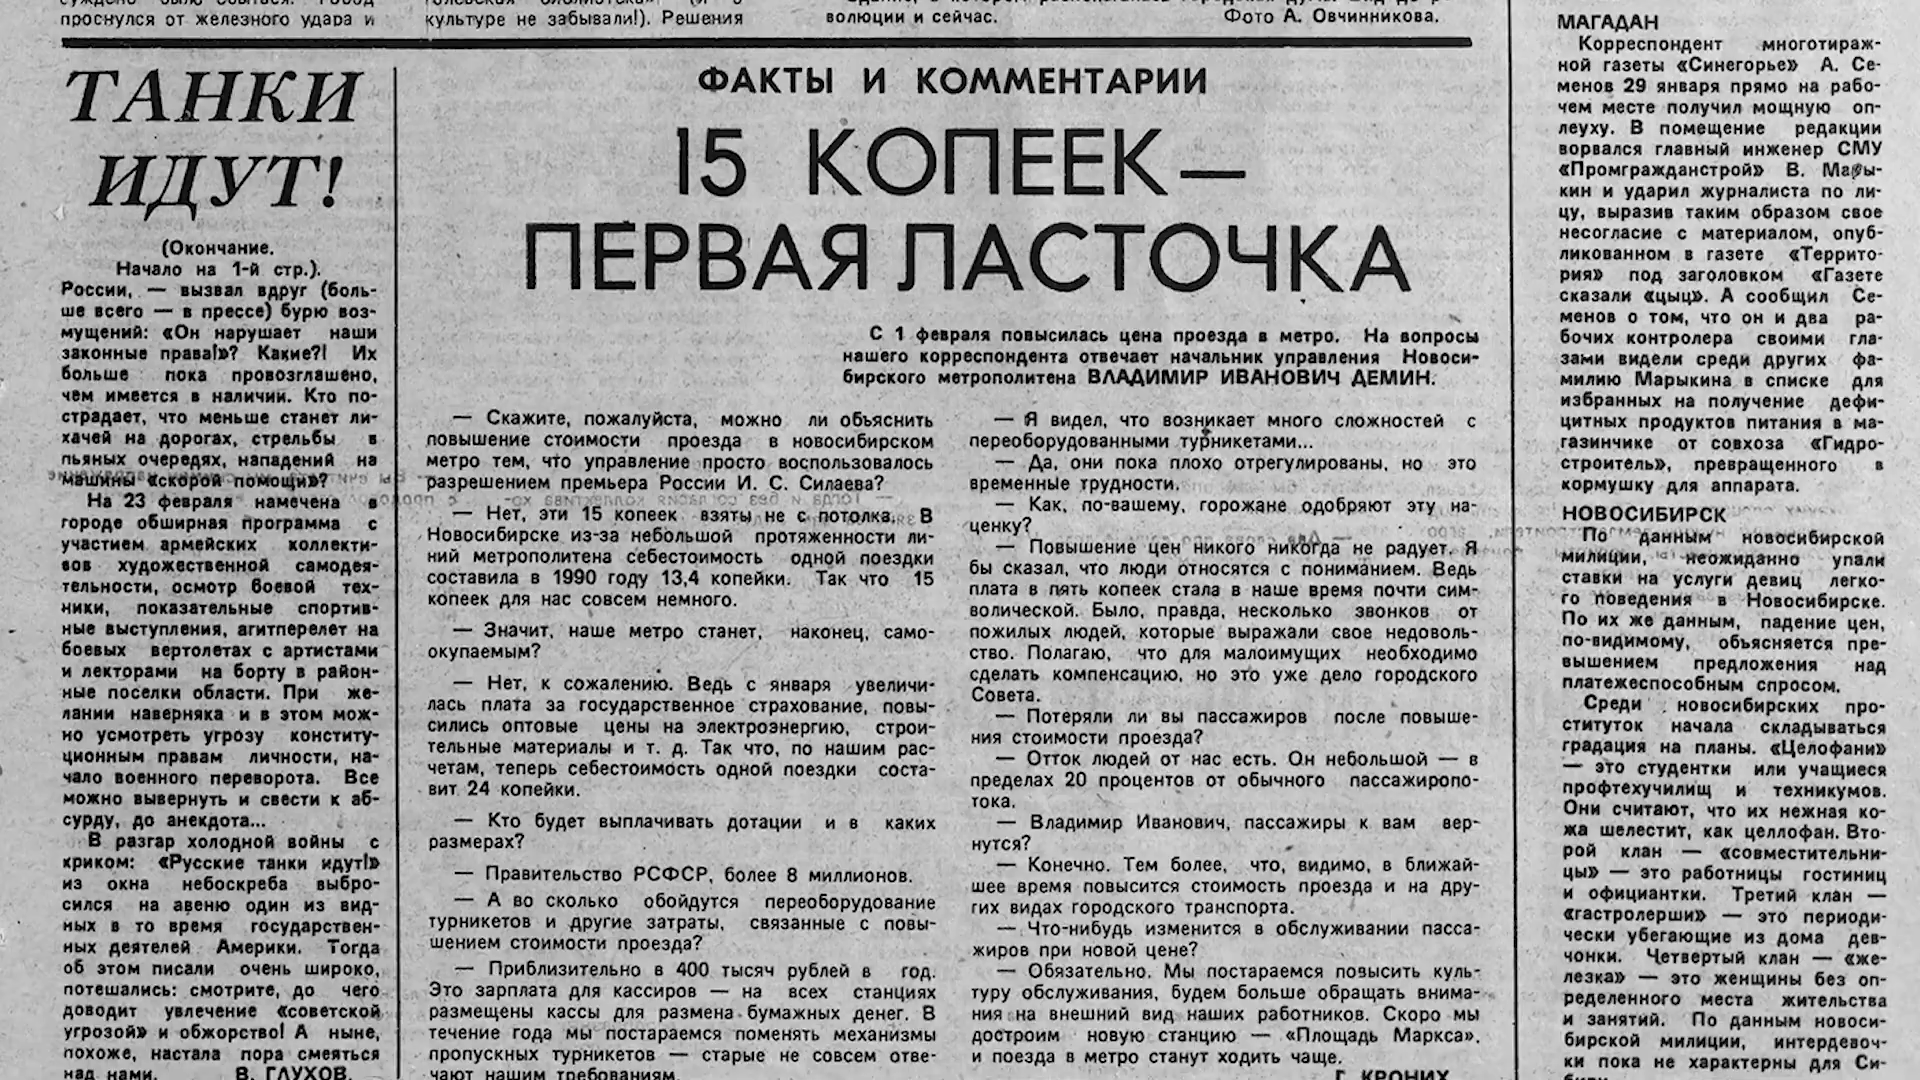 проснулся от железного удара и
культуре не забывали!). Решения
волюции и сейчас.
Фото А. Овчинникова.
ТАНКИ
ИДУТ!
(Окончание.
Начало на 1-й стр.).
России, — вызвал вдруг (боль-
ше всего — в прессе) бурю воз-
мущений: «Он нарушает наши
законные права!»? Какие?! Их
больше пока провозглашено,
чем имеется в наличии. Кто по-
страдает, что меньше станет ли-
хачей на дорогах, стрельбы в
пьяных очередях, нападений на
машины «скорой помощи»?
На 23 февраля намечена в
городе обширная программа с
участием армейских коллекти-
вов художественной самодея-
тельности, осмотр боевой тех-
ники, показательные спортив-
ные выступления, агитперелет на
боевых вертолетах с артистами
и лекторами на борту в район-
ные поселки области. При же-
лании наверняка и в этом мож-
но усмотреть угрозу конститу-
ционным правам личности, на-
чало военного переворота. Все
можно вывернуть и свести к аб-
сурду, до анекдота...
В разгар холодной войны с
криком: «Русские танки идут!»
из окна небоскреба выбро-
сился на авеню один из вид-
ных в то время государствен-
ных деятелей Америки. Тогда
об этом писали очень широко,
потешались: смотрите, до чего
доводит увлечение «советской
угрозой» и обжорство! А ныне,
похоже, настала пора смеяться
над нами.
В. ГЛУХОВ.
ФАКТЫ И КОММЕНТАРИИ
15 КОПЕЕК —
ПЕРВАЯ ЛАСТОЧКА
С 1 февраля повысилась цена проезда в метро. На вопросы
нашего корреспондента отвечает начальник управления Новоси-
бирского метрополитена ВЛАДИМИР ИВАНОВИЧ ДЕМИН.
— Скажите, пожалуйста, можно ли объяснить
повышение стоимости проезда в новосибирском
метро тем, что управление просто воспользовалось
разрешением премьера России И. С. Силаева?
— Нет, эти 15 копеек взяты не с потолка. В
Новосибирске из-за небольшой протяженности ли-
ний метрополитена себестоимость одной поездки
составила в 1990 году 13,4 копейки. Так что 15
копеек для нас совсем немного.
— Значит, наше метро станет, наконец, само-
окупаемым?
— Нет, к сожалению. Ведь с января увеличи-
лась плата за государственное страхование, повы-
сились оптовые цены на электроэнергию, строи-
тельные материалы и т. д. Так что, по нашим рас-
четам, теперь себестоимость одной поездки соста-
вит 24 копейки.
— Кто будет выплачивать дотации и в каких
размерах?
— Правительство РСФСР, более 8 миллионов.
— А во сколько обойдутся переоборудование
турникетов и другие затраты, связанные с повы-
шением стоимости проезда?
— Приблизительно в 400 тысяч рублей в год.
Это зарплата для кассиров — на всех станциях
размещены кассы для размена бумажных денег. В
течение года мы постараемся поменять механизмы
пропускных турникетов — старые не совсем отве-
чают нашим требованиям.
— Я видел, что возникает много сложностей с
переоборудованными турникетами...
— Да, они пока плохо отрегулированы, но это
временные трудности.
— Как, по-вашему, горожане одобряют эту на-
ценку?
— Повышение цен никого никогда не радует. Я
бы сказал, что люди относятся с пониманием. Ведь
плата в пять копеек стала в наше время почти сим-
волической. Было, правда, несколько звонков от
пожилых людей, которые выражали свое недоволь-
ство. Полагаю, что для малоимущих необходимо
сделать компенсацию, но это уже дело городского
Совета.
— Потеряли ли вы пассажиров после повыше-
ния стоимости проезда?
— Отток людей от нас есть. Он небольшой — в
пределах 20 процентов от обычного пассажиропо-
тока.
— Владимир Иванович, пассажиры к вам вер-
нутся?
— Конечно. Тем более, что, видимо, в ближай-
шее время повысится стоимость проезда и на дру-
гих видах городского транспорта.
— Что-нибудь изменится в обслуживании пасса-
жиров при новой цене?
— Обязательно. Мы постараемся повысить куль-
туру обслуживания, будем больше обращать внима-
ния на внешний вид наших работников. Скоро мы
достроим новую станцию — «Площадь Маркса»,
и поезда в метро станут ходить чаще.
Г. КРОНИХ.
МАГАДАН
Корреспондент многотираж-
ной газеты «Синегорье» А. Се-
менов 29 января прямо на рабо-
чем месте получил мощную оп-
леуху. В помещение редакции
ворвался главный инженер СМУ
«Промгражданстрой» В. Мары-
кин и ударил журналиста по ли-
цу, выразив таким образом свое
несогласие с материалом, опуб-
ликованном в газете «Террито-
рия» под заголовком «Газете
сказали «цыц». А сообщил Се-
менов о том, что он и два ра-
бочих контролера своими гла-
зами видели среди других фа-
милию Марыкина в списке для
избранных на получение дефи-
цитных продуктов питания в ма-
газинчике от совхоза «Гидро-
строитель», превращенного в
кормушку для аппарата.
НОВОСИБИРСК
По данным новосибирской
милиции, неожиданно упали
ставки на услуги девиц легко-
го поведения в Новосибирске.
По их же данным, падение цен,
по-видимому, объясняется пре-
вышением предложения над
платежеспособным спросом.
Среди новосибирских про-
ституток начала складываться
градация на планы. «Целофани»
— это студентки или учащиеся
профтехучилищ и техникумов.
Они считают, что их нежная ко-
жа шелестит, как целлофан. Вто-
рой клан — «совместительни-
цы» — это работницы гостиниц
и официантки. Третий клан —
«гастролерши» — это периоди-
чески убегающие из дома дев-
чонки. Четвертый клан — «же-
лезка» — это женщины без оп-
ределенного места жительства
и занятий. По данным новоси-
бирской милиции, интердевоч-
ки пока не характерны для Си-